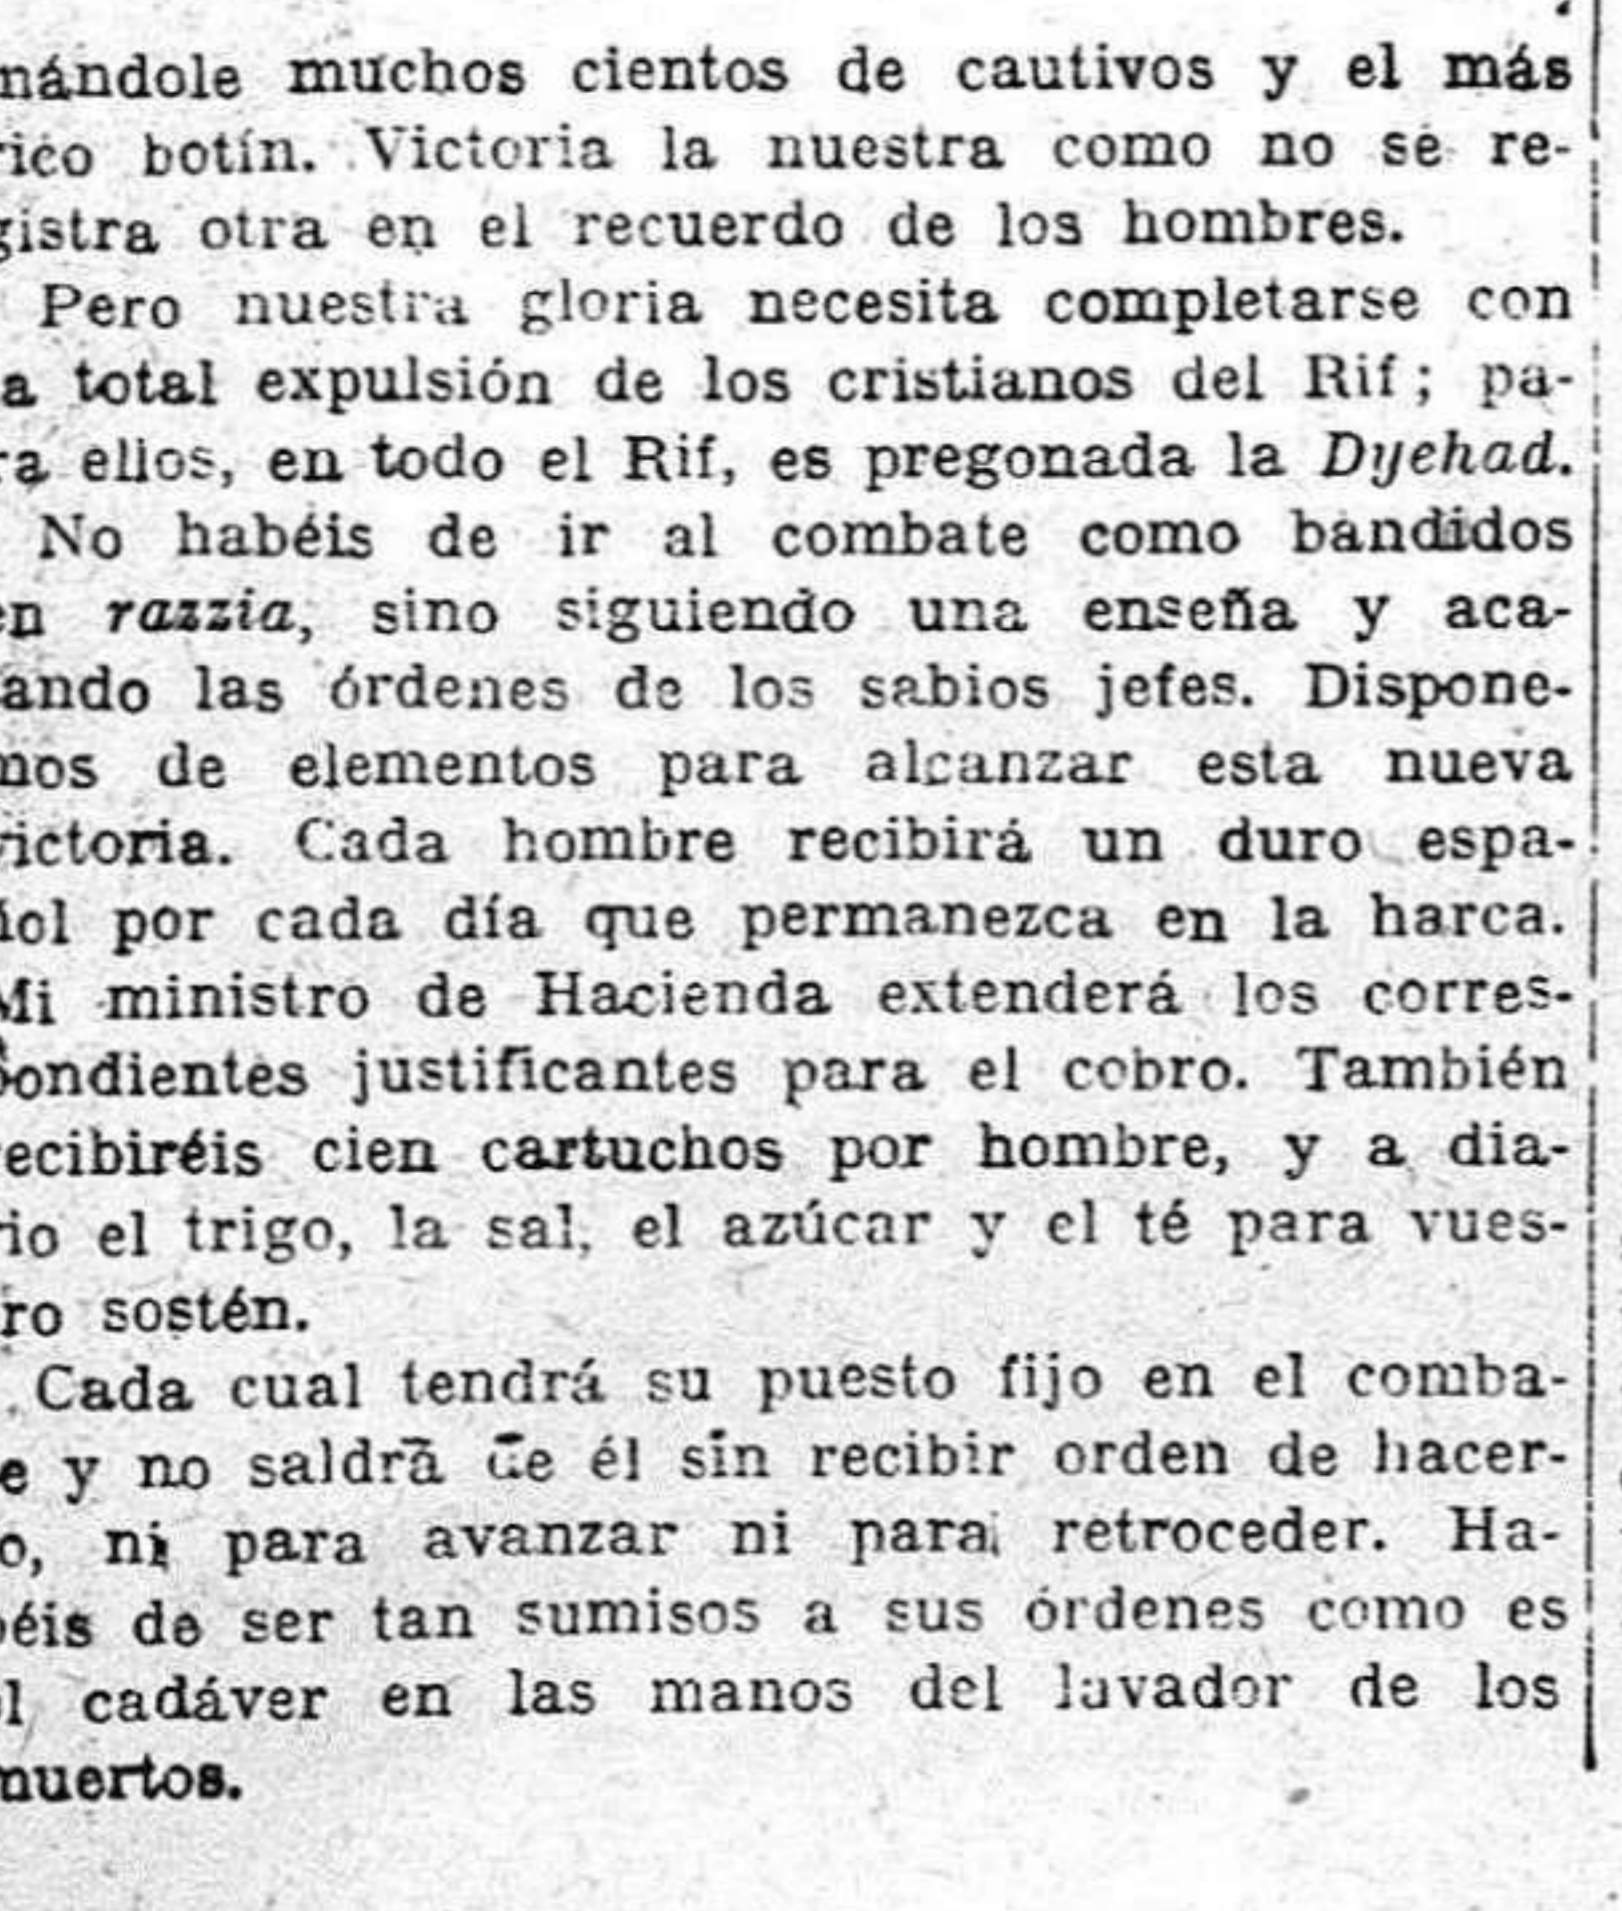 nándole muchos cientos de cautivos y el más
rico botín. Victoria la nuestra como no se re-
gistra otra en el recuerdo de los hombres.
Pero nuestra gloria necesita completarse con
a total expulsión de los cristianos del Rif; pa-
ra ellos, en todo el Rif, es pregonada la Dyehad.
No habéis de ir al combate como bandidos
en razzia, sino siguiendo una enseña y aca-
ando las órdenes de los sabios jefes. Dispone-
mos de elementos para alcanzar esta nueva
victoria. Cada hombre recibirá un duro espa-
ñol por cada día que permanezca en la harca.
Mi ministro de Hacienda extenderá los corres-
pondientes justificantes para el cobro. También
recibiréis cien cartuchos por hombre, y a dia-
rio el trigo, la sal, el azúcar y el té para vues-
ro sostén.
Cada cual tendrá su puesto fijo en el comba-
e y no saldrá de él sin recibir orden de hacer-
o, ni para avanzar ni para retroceder. Ha-
béis de ser tan sumisos a sus órdenes como es
el cadáver en las manos del lavador de los
muertos.